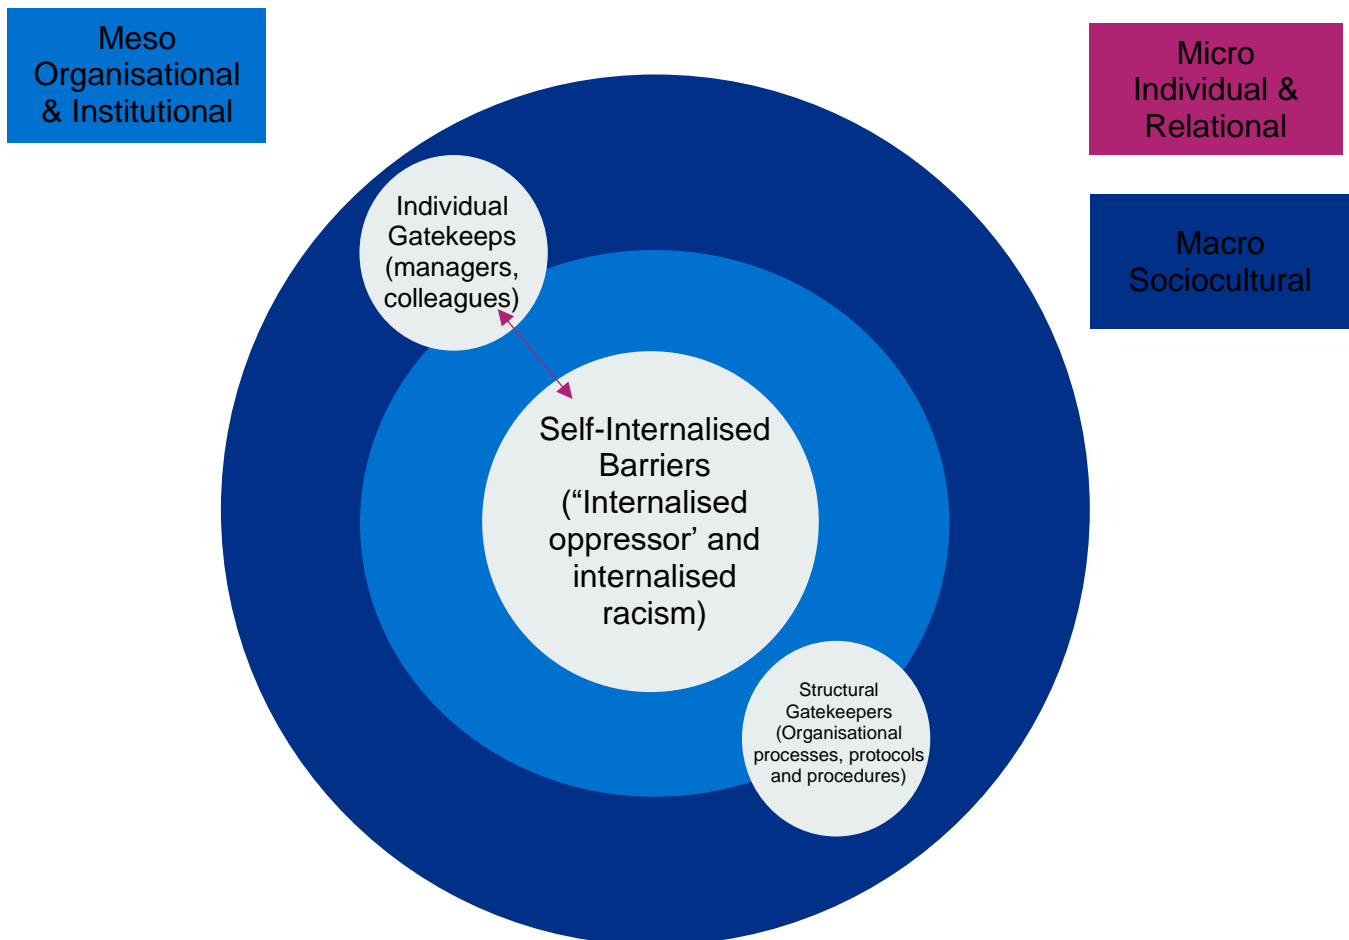 Meso
Organisational
& Institutional
Micro
Individual &
Relational
Macro
Sociocultural
Individual
Gatekeeps
(managers,
colleagues)
Self-Internalised
Barriers
(“Internalised
oppressor’ and
internalised
racism)
Structural
Gatekeepers
(Organisational
processes, protocols
and procedures)